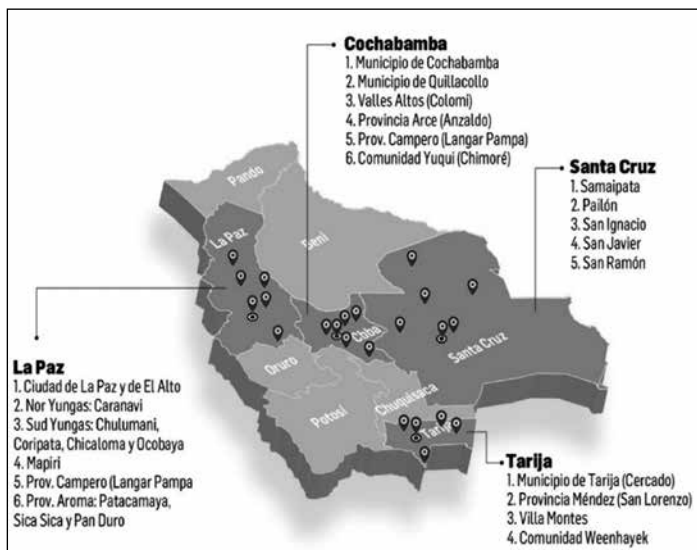 Cochabamba
1. Municipio de Cochabamba
2. Municipio de Quillacollo
3. Valles Altos (Colomi)
4. Provincia Arce (Anzaldo)
5. Prov. Campero (Langar Pampa)
6. Comunidad Yuqui (Chimoré)
Santa Cruz
1. Samaipata
2. Pailón
3. San Ignacio
4. San Javier
5. San Ramón
Pando
La Paz
Beni
Cbba
Santa Cruz
Oruro
Potosí
Chuquisaca
Tarija
La Paz
1. Ciudad de La Paz y de El Alto
2. Nor Yungas: Caranavi
3. Sud Yungas: Chulumani,
Coripata, Chicaloma y Ocobaya
4. Mapiri
5. Prov. Campero (Langar Pampa
6. Prov. Aroma: Patacamaya,
Sica Sica y Pan Duro
Tarija
1. Municipio de Tarija (Cercado)
2. Provincia Méndez (San Lorenzo)
3. Villa Montes
4. Comunidad Weenhayek